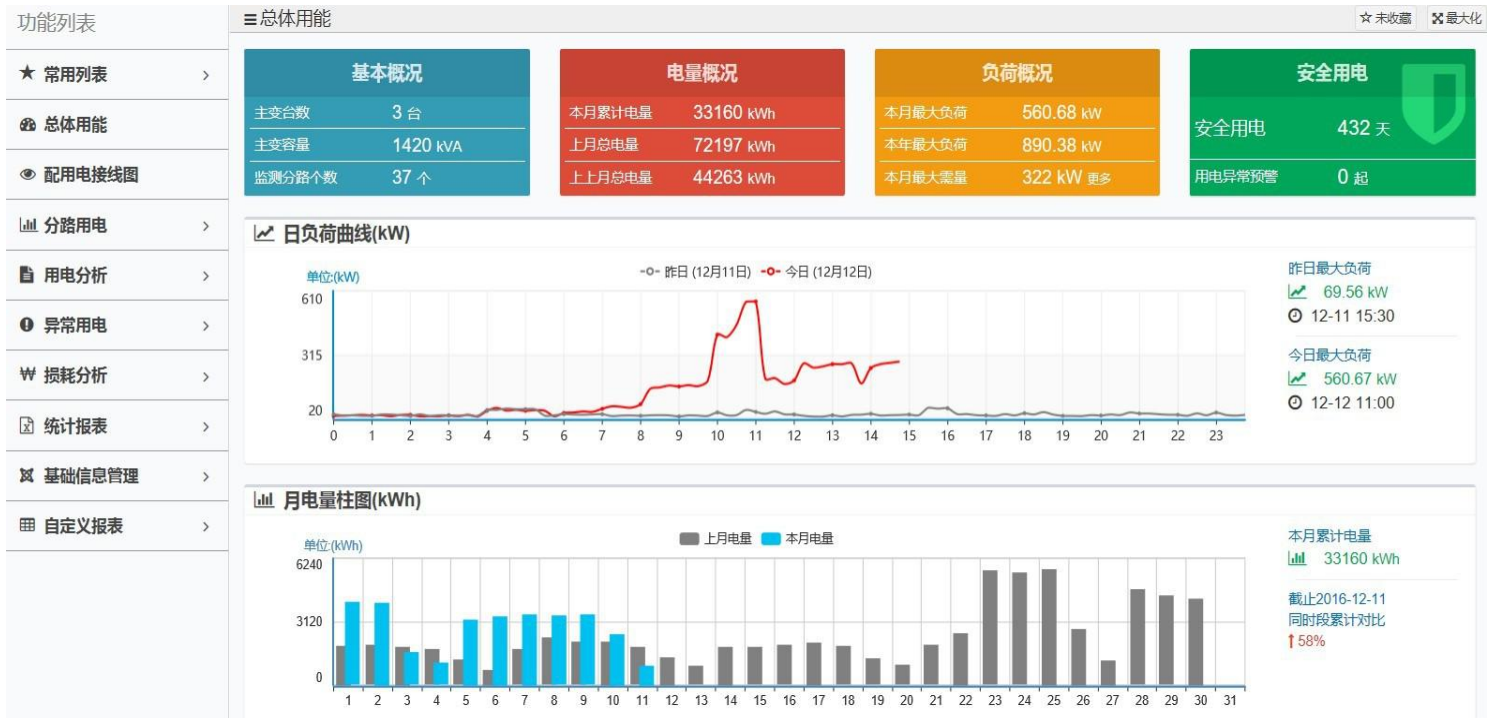 功能列表
总体用能
未收藏
最大化
常用列表
总体用能
配用电接线图
分路用电
用电分析
异常用电
损耗分析
统计报表
基础信息管理
自定义报表
基本概况
主变台数 3 台
主变容量 1420 kVA
监测分路个数 37 个
电量概况
本月累计电量 33160 kWh
上月总电量 72197 kWh
上上月总电量 44263 kWh
负荷概况
本月最大负荷 560.68 kW
本年最大负荷 890.38 kW
本月最大需量 322 kW 更多
安全用电
安全用电 432 天
用电异常预警 0 起
日负荷曲线(kW)
单位:(kW)
昨日 (12月11日) 今日 (12月12日)
610
315
20
0 1 2 3 4 5 6 7 8 9 10 11 12 13 14 15 16 17 18 19 20 21 22 23
昨日最大负荷
69.56 kW
12-11 15:30
今日最大负荷
560.67 kW
12-12 11:00
月电量柱图(kWh)
单位:(kWh)
上月电量 本月电量
6240
3120
0
1 2 3 4 5 6 7 8 9 10 11 12 13 14 15 16 17 18 19 20 21 22 23 24 25 26 27 28 29 30 31
本月累计电量
33160 kWh
截止2016-12-11
同时段累计对比
58%